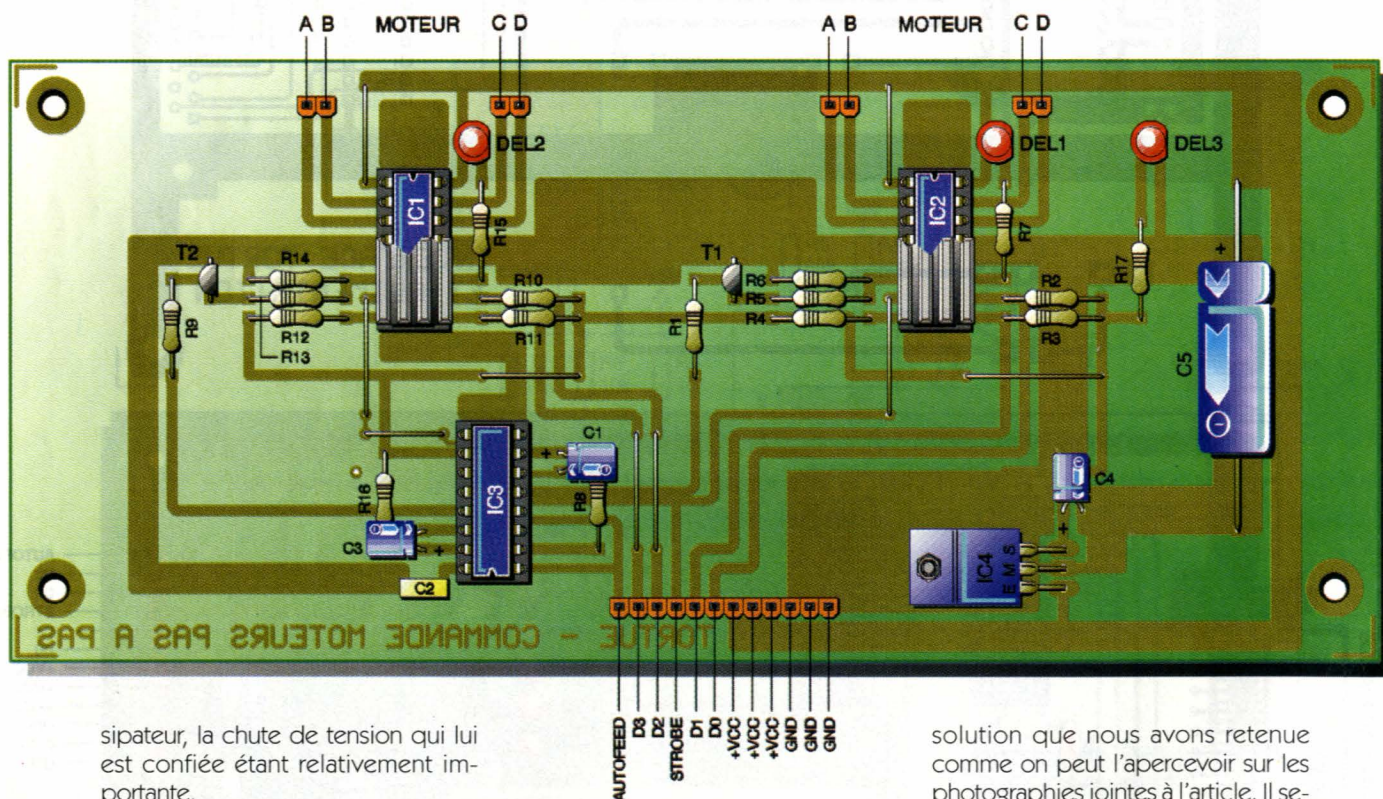 A B MOTEUR C D A B MOTEUR C D
DEL2 DEL1 DEL3
IC1 IC2
R15 R7
T2 R14 R10 T1 R6 R2 R17 +
R5
R9 R12 R11 R1 R4 R3
R13
C5
C1
+
R16 IC3 R8 C4
+
C3 + IC4 S
M
E
C2
TORTUE - COMMANDE MOTEURS PAS A PAS
AUTOFEED
D3
D2
STROBE
D1
D0
+VCC
+VCC
+VCC
GND
GND
GND
sipateur, la chute de tension qui lui
est confiée étant relativement im-
portante.
solution que nous avons retenue
comme on peut l'apercevoir sur les
photographies jointes à l'article. Il se-